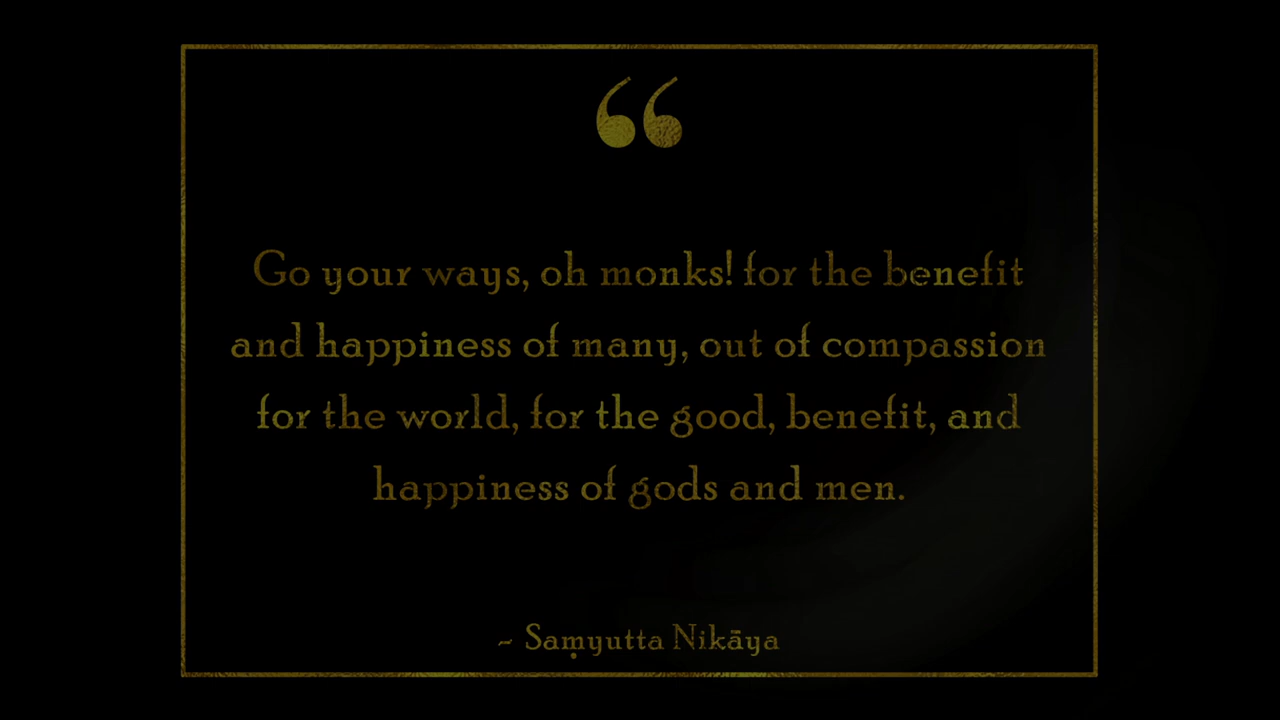 “
Go your ways, oh monks! for the benefit
and happiness of many, out of compassion
for the world, for the good, benefit, and
happiness of gods and men.
~ Saṃyutta Nikāya